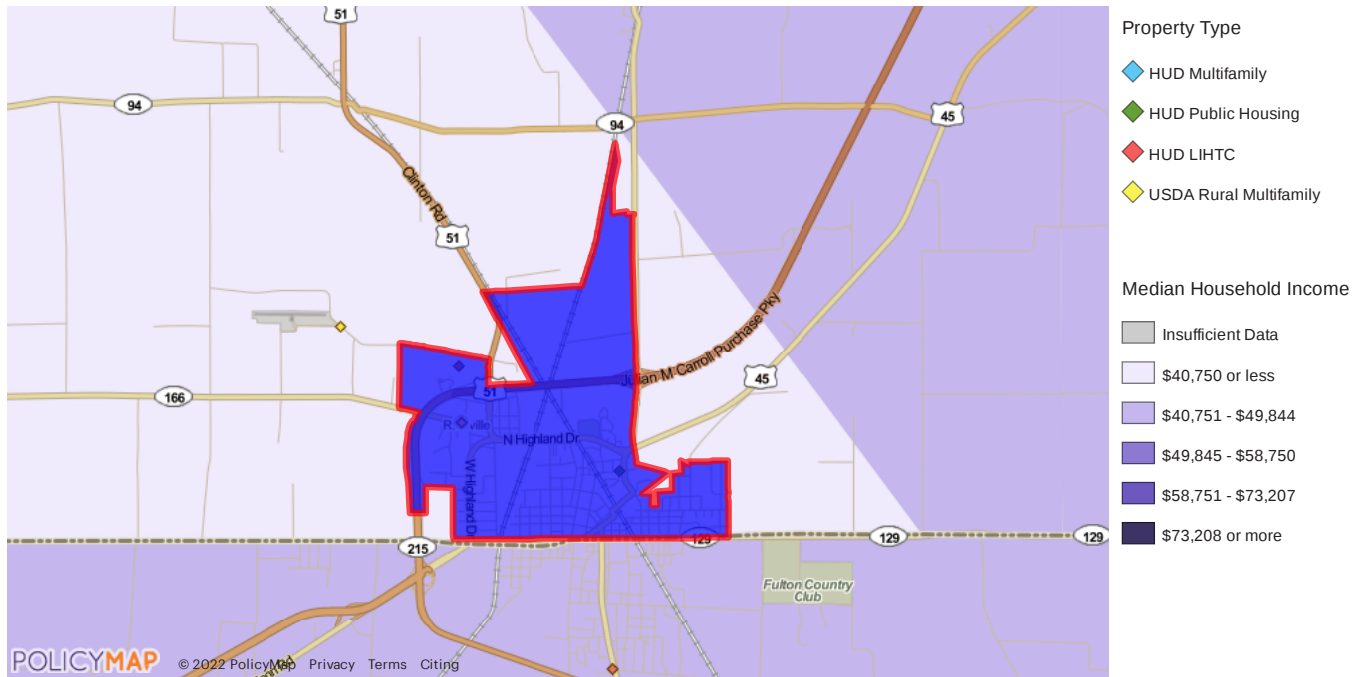 51
94
94
45
Clinton Rd
51
Julian M Carroll Purchase Pky
45
51
166
N Highland Dr
W Highland Dr
215
129
129
129
Fulton Country
Club
POLICYMAP © 2022 PolicyMap Privacy Terms Citing
Property Type
HUD Multifamily
HUD Public Housing
HUD LIHTC
USDA Rural Multifamily
Median Household Income
Insufficient Data
$40,750 or less
$40,751 - $49,844
$49,845 - $58,750
$58,751 - $73,207
$73,208 or more